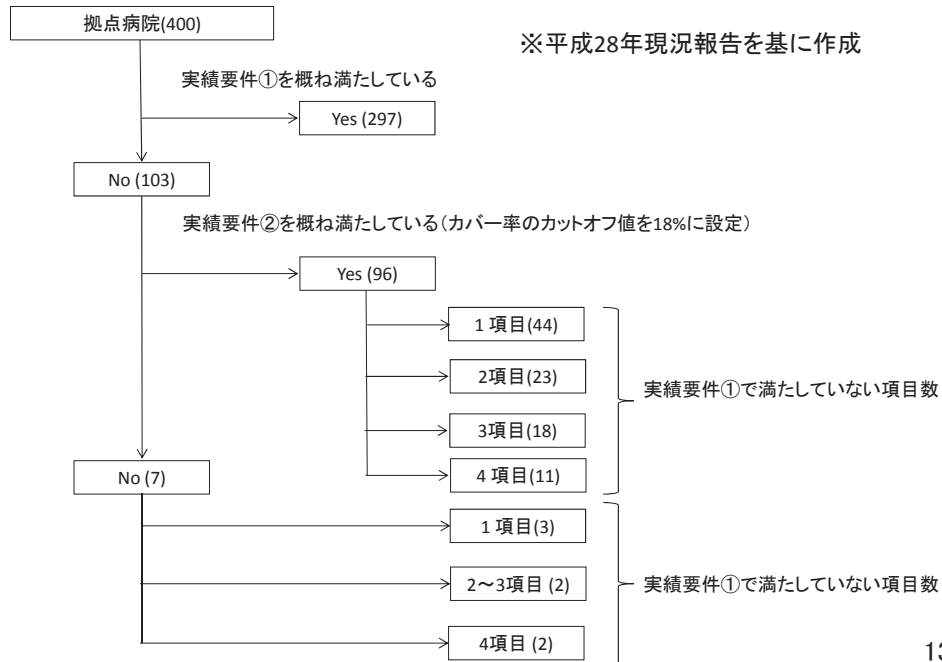 拠点病院(400)
※平成28年現況報告を基に作成
実績要件①を概ね満たしている
Yes (297)
No (103)
実績要件②を概ね満たしている(カバー率のカットオフ値を18%に設定)
Yes (96)
1 項目(44)
2項目(23)
実績要件①で満たしていない項目数
3項目(18)
4 項目(11)
No (7)
1 項目(3)
2〜3項目 (2)
実績要件①で満たしていない項目数
4項目 (2)
13